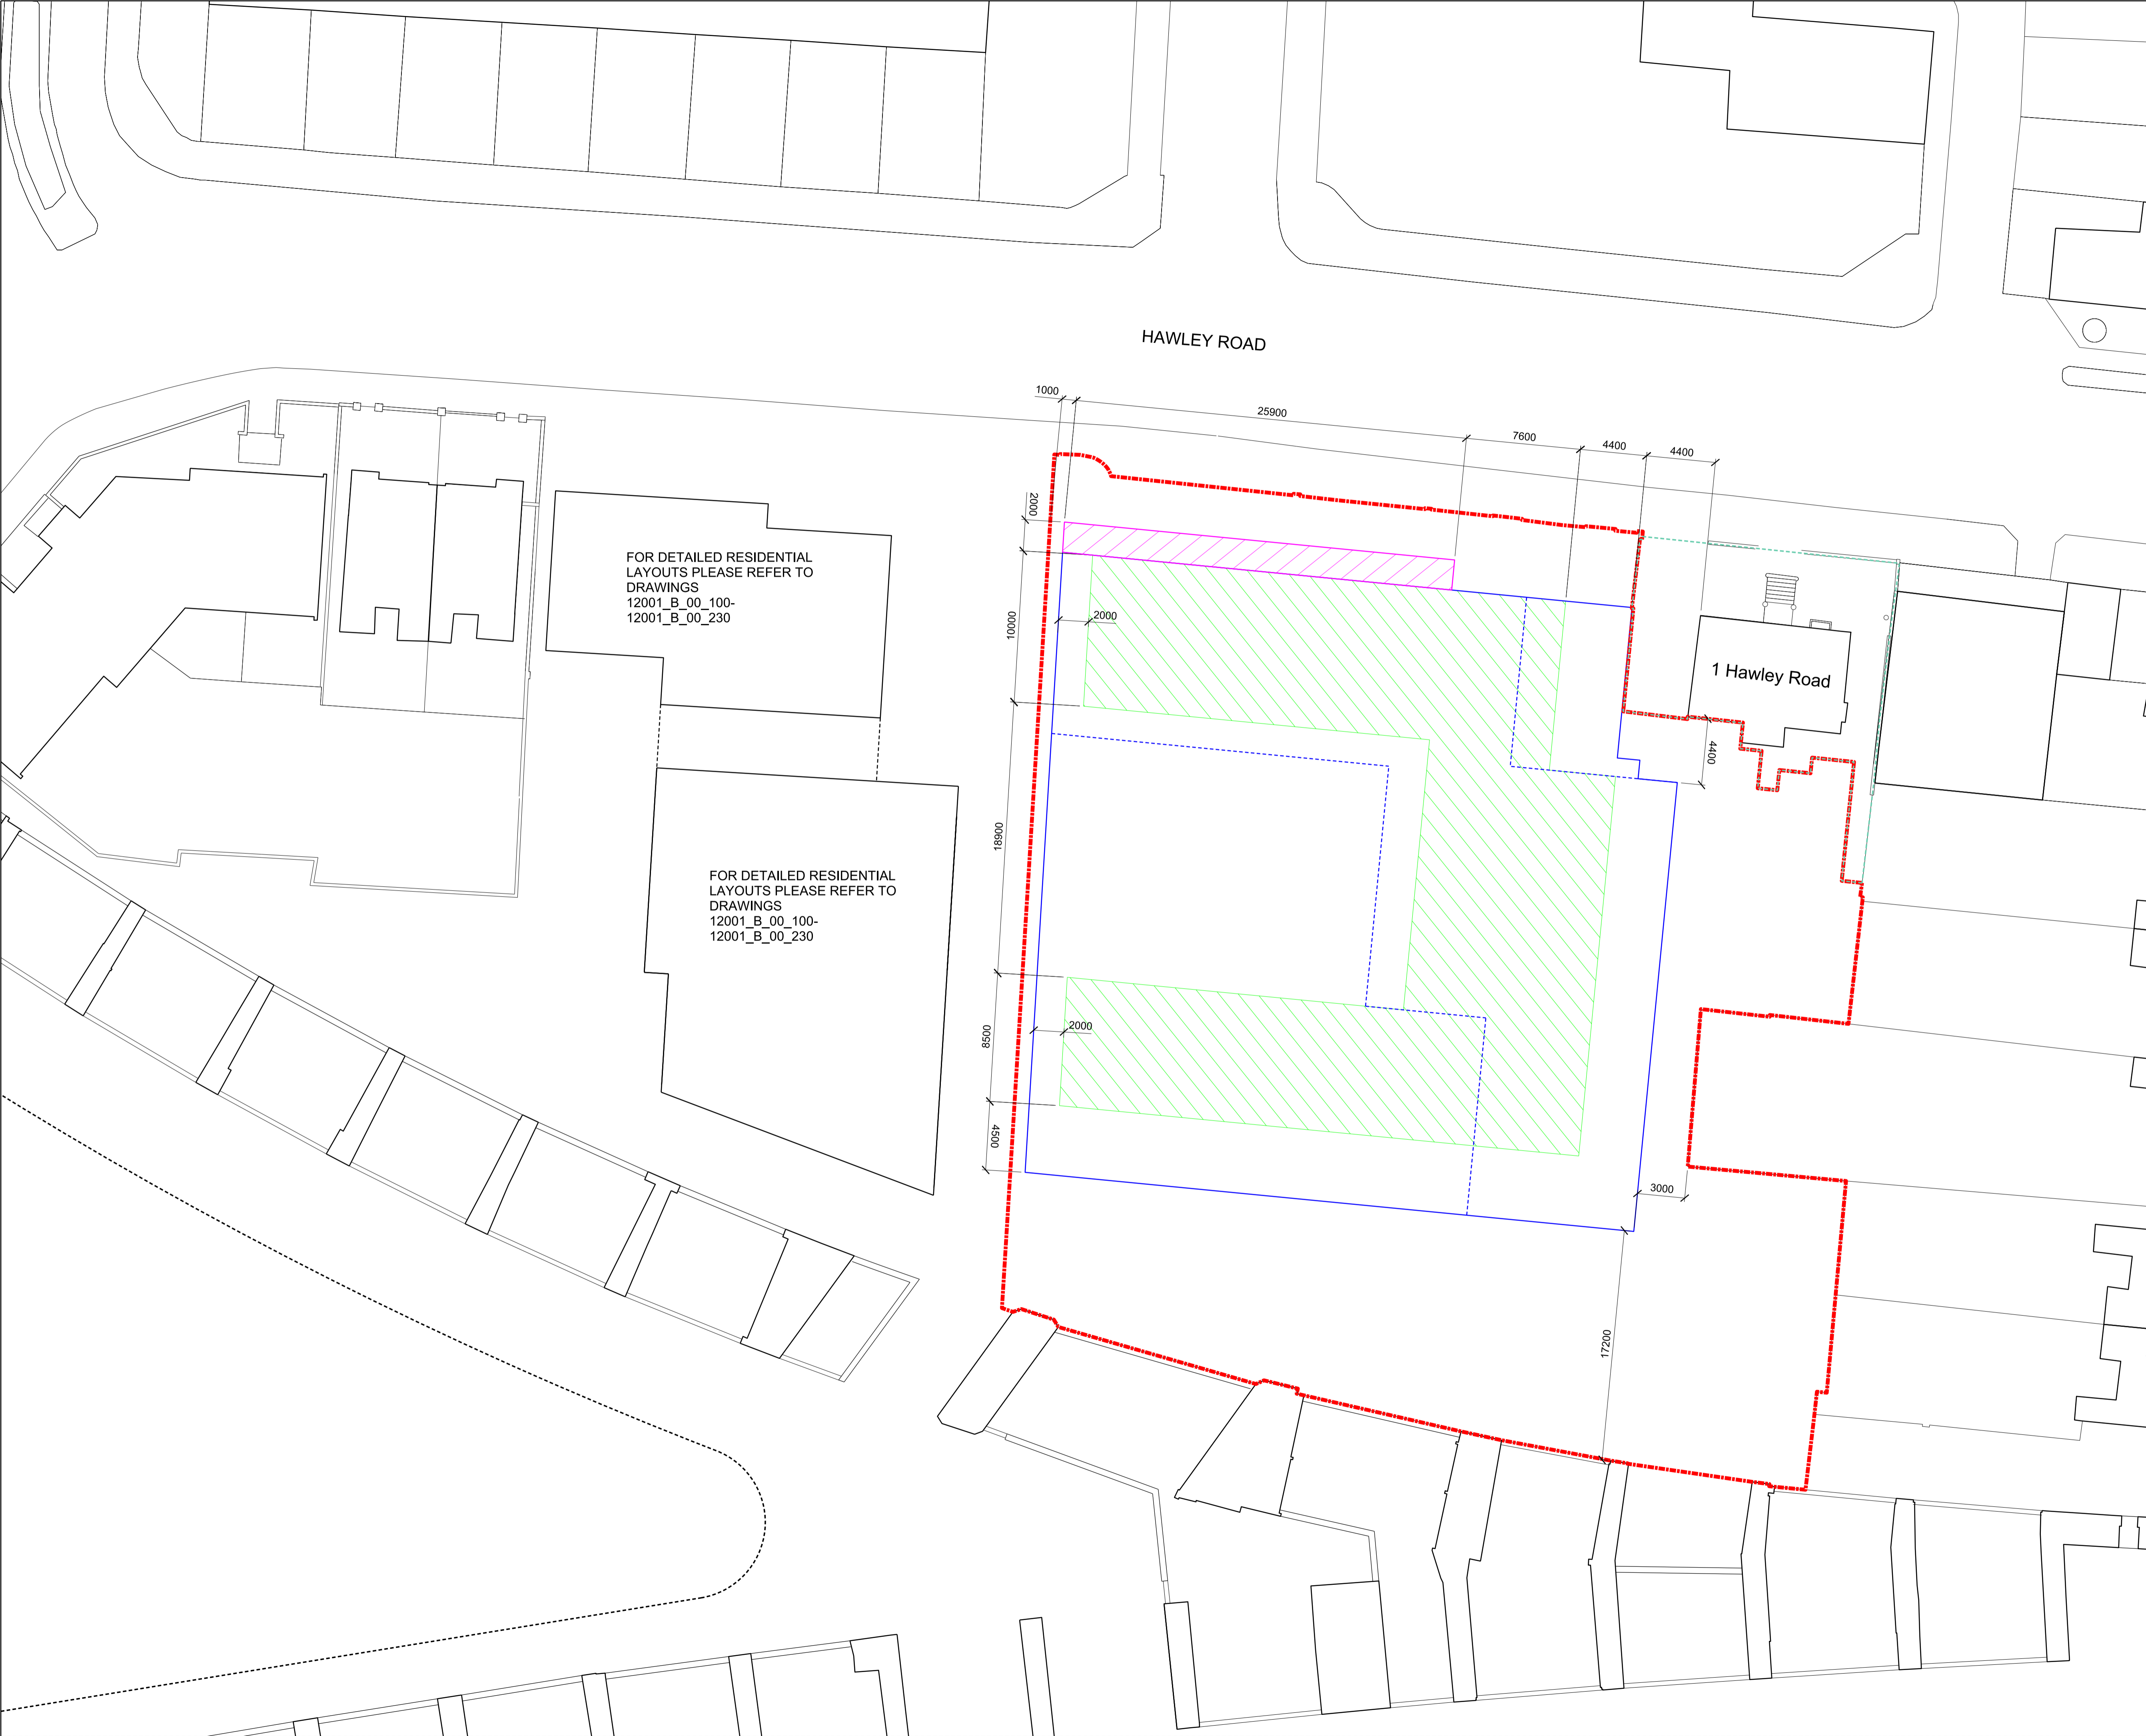 HAWLEY ROAD
1000
25900
7600
4400
4400
2000
FOR DETAILED RESIDENTIAL
LAYOUTS PLEASE REFER TO
DRAWINGS
12001_B_00_100-
12001_B_00_230
10000
2000
1 Hawley Road
4400
18900
FOR DETAILED RESIDENTIAL
LAYOUTS PLEASE REFER TO
DRAWINGS
12001_B_00_100-
12001_B_00_230
8500
2000
4500
3000
17200